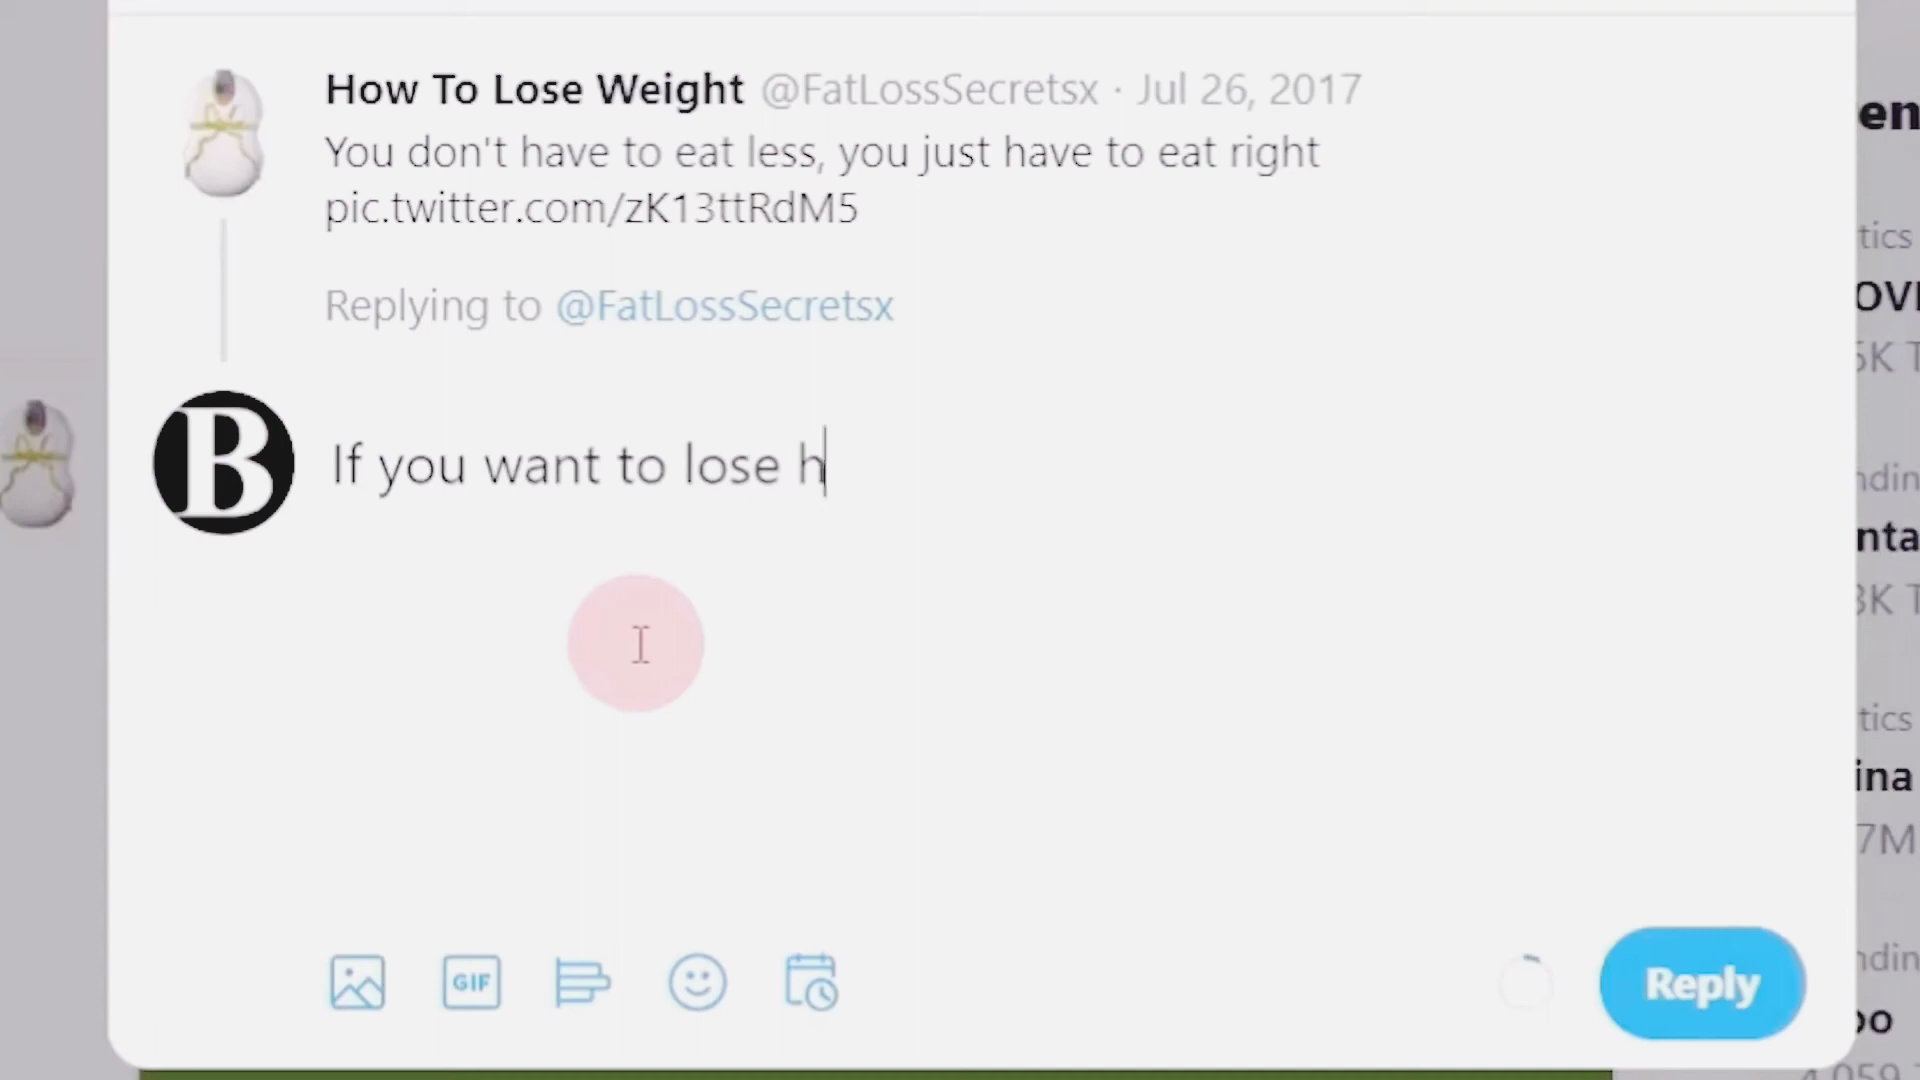 How To Lose Weight @FatLossSecretsx · Jul 26, 2017
You don't have to eat less, you just have to eat right
pic.twitter.com/zK13ttRdM5
Replying to @FatLossSecretsx
B
If you want to lose h
GIF
Reply